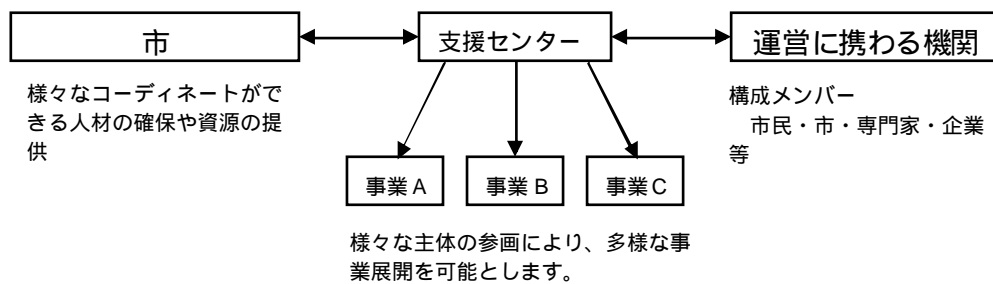 市
支援センター
運営に携わる機関
様々なコーディネートがで
きる人材の確保や資源の提
供
構成メンバー
市民・市・専門家・企業
等
事業A
事業B
事業C
様々な主体の参画により、多様な事
業展開を可能とします。